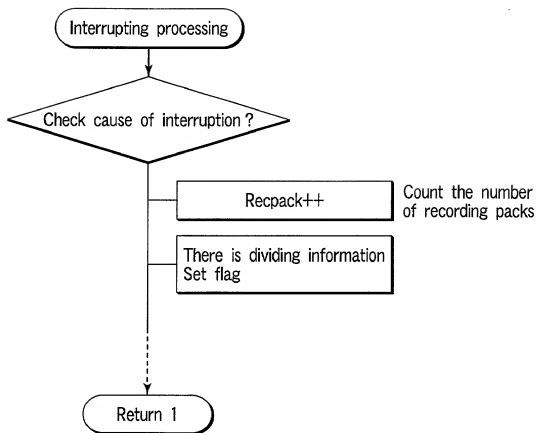 Interrupting processing
Check cause of interruption ?
Recpack++
Count the number
of recording packs
There is dividing information
Set flag
Return 1